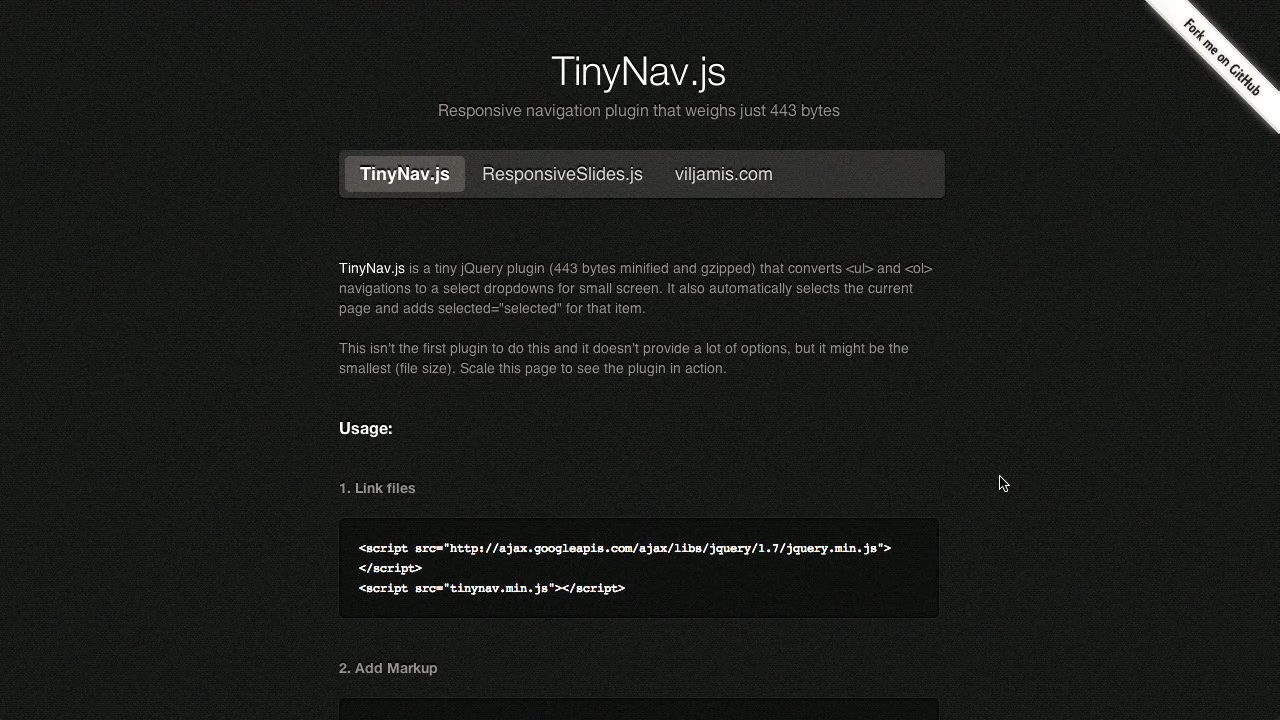 Fork me on GitHub
TinyNav.js
Responsive navigation plugin that weighs just 443 bytes
TinyNav.js ResponsiveSlides.js viljamis.com
TinyNav.js is a tiny jQuery plugin (443 bytes minified and gzipped) that converts <ul> and <ol>
navigations to a select dropdowns for small screen. It also automatically selects the current
page and adds selected="selected" for that item.
This isn't the first plugin to do this and it doesn't provide a lot of options, but it might be the
smallest (file size). Scale this page to see the plugin in action.
Usage:
1. Link files
<script src="http://ajax.googleapis.com/ajax/libs/jquery/1.7/jquery.min.js">
</script>
<script src="tinynav.min.js"></script>
2. Add Markup